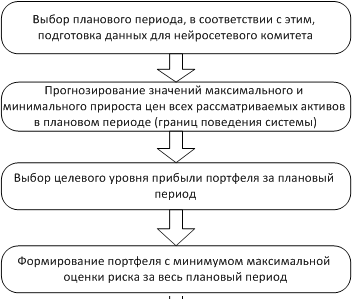 Выбор планового периода, в соответствии с этим,
подготовка данных для нейросетевого комитета
Прогнозирование значений максимального и
минимального прироста цен всех рассматриваемых активов
в плановом периоде (границ поведения системы)
Выбор целевого уровня прибыли портфеля за плановый
период
Формирование портфеля с минимумом максимальной
оценки риска за весь плановый период